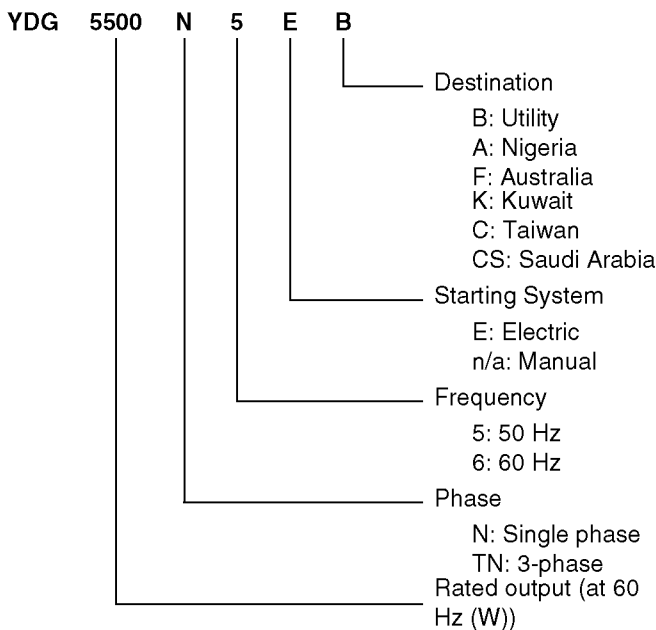 YDG 5500 N 5 E B
Destination
B: Utility
A: Nigeria
F: Australia
K: Kuwait
C: Taiwan
CS: Saudi Arabia
Starting System
E: Electric
n/a: Manual
Frequency
5: 50 Hz
6: 60 Hz
Phase
N: Single phase
TN: 3-phase
Rated output (at 60
Hz (W))